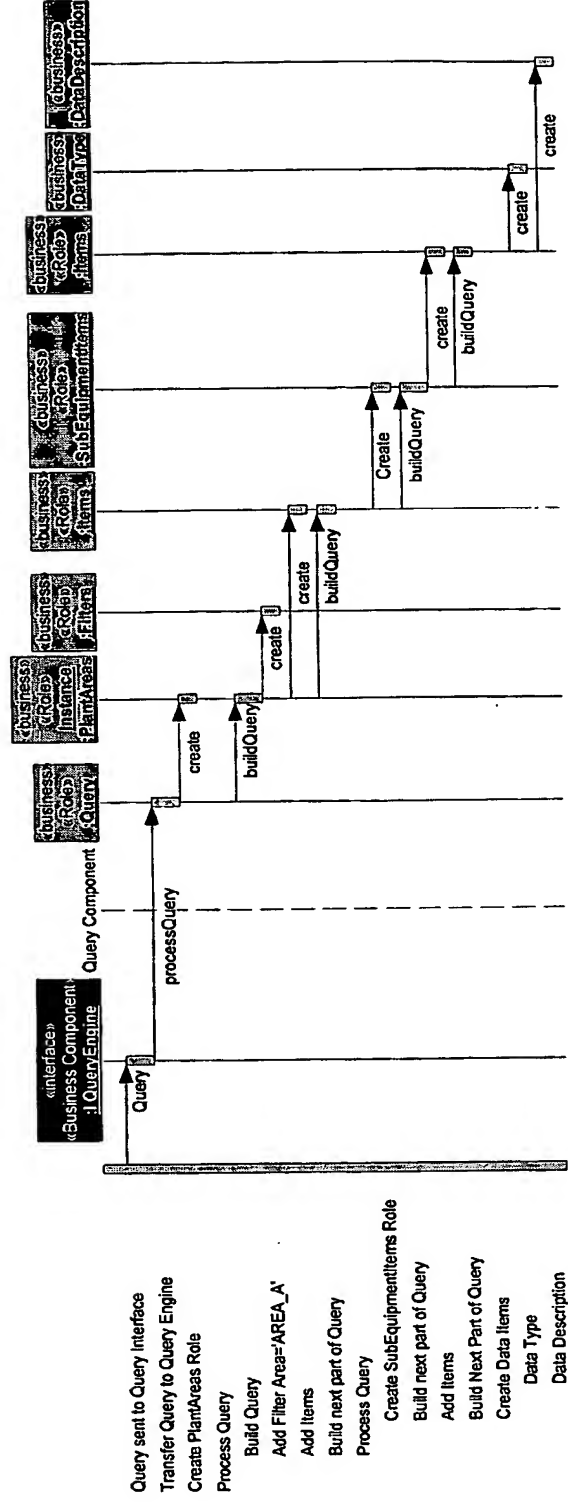 «interface»
«Business Component»
:I QueryEngine
Query Component
«business»
«Role»
:Query
«business»
«Role»
Instance
:PlantAreas
«business»
«Role»
:Filters
«business»
«Role»
:Items
«business»
«Role»
:SubEquipmentItems
«business»
«Role»
:Items
«business»
:DataType
«business»
:DataDescription
Query sent to Query Interface
Query
Transfer Query to Query Engine
processQuery
Create PlantAreas Role
create
Process Query
Build Query
buildQuery
Add Filter Area='AREA_A'
create
Add Items
create
Build next part of Query
buildQuery
Process Query
Create SubEquipmentItems Role
Create
Build next part of Query
buildQuery
Add Items
create
Build Next Part of Query
buildQuery
Create Data Items
Data Type
create
Data Description
create